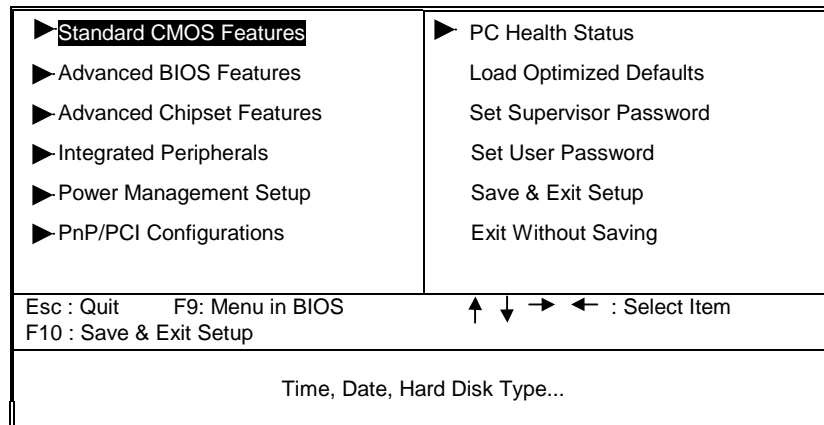 Standard CMOS Features
Advanced BIOS Features
Advanced Chipset Features
Integrated Peripherals
Power Management Setup
PnP/PCI Configurations
PC Health Status
Load Optimized Defaults
Set Supervisor Password
Set User Password
Save & Exit Setup
Exit Without Saving
Esc : Quit F9: Menu in BIOS
F10 : Save & Exit Setup
: Select Item
Time, Date, Hard Disk Type...